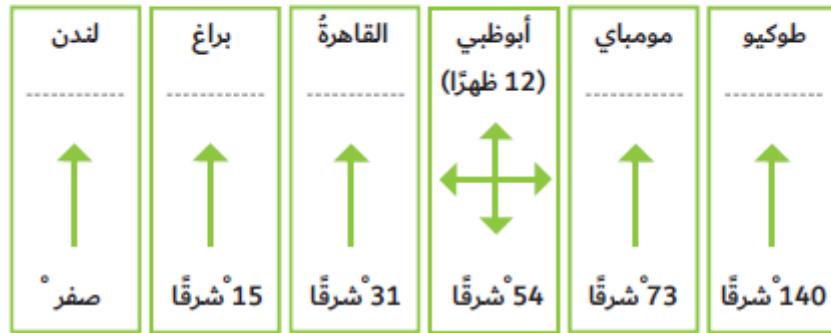 طوكيو
مومباي
أبوظبي
(12 ظهرًا)
القاهرةُ
براغ
لندن
140 ْ شرقًا
73 ْ شرقًا
54 ْ شرقًا
31 ْ شرقًا
15 ْ شرقًا
صفر ْ